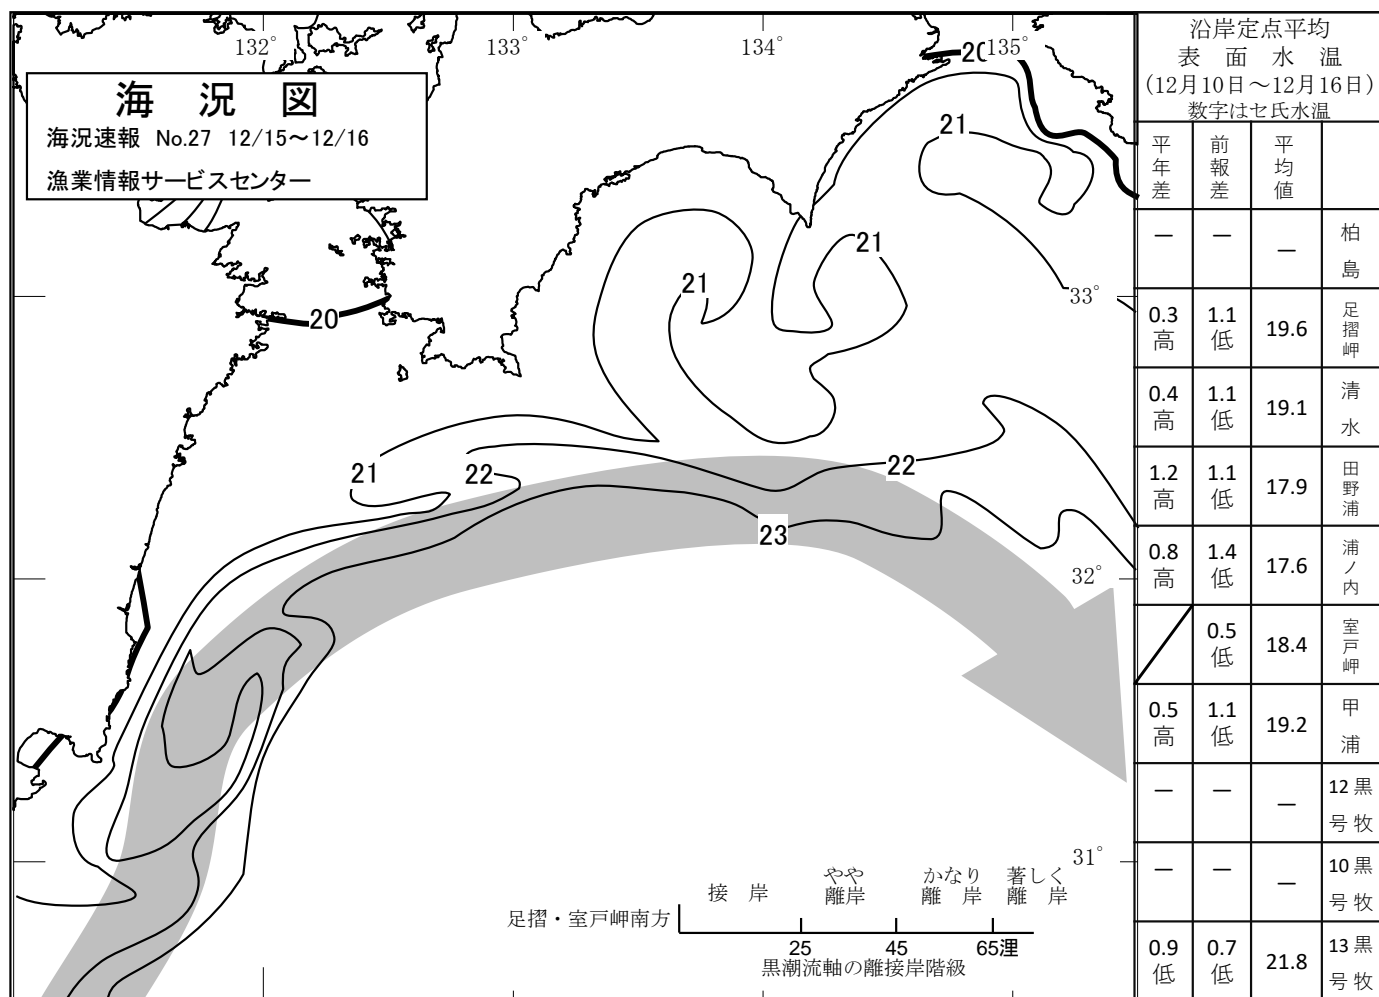 132°
133°
134°
135°
海況図
海況速報 No.27 12/15～12/16
漁業情報サービスセンター
20
21
21
21
20
33°
21
22
22
23
32°
31°
接岸
やや離岸
かなり離岸
著しく離岸
足摺・室戸岬南方
25
45
65浬
黒潮流軸の離接岸階級
沿岸定点平均
表面水温
(12月10日～12月16日)
数字はセ氏水温
平年差 前報差 平均値
― ― ― 柏島
0.3高 1.1低 19.6 足摺岬
0.4高 1.1低 19.1 清水
1.2高 1.1低 17.9 田野浦
0.8高 1.4低 17.6 浦ノ内
0.5低 18.4 室戸岬
0.5高 1.1低 19.2 甲浦
― ― ― 黒牧12号
― ― ― 黒牧10号
0.9低 0.7低 21.8 黒牧13号